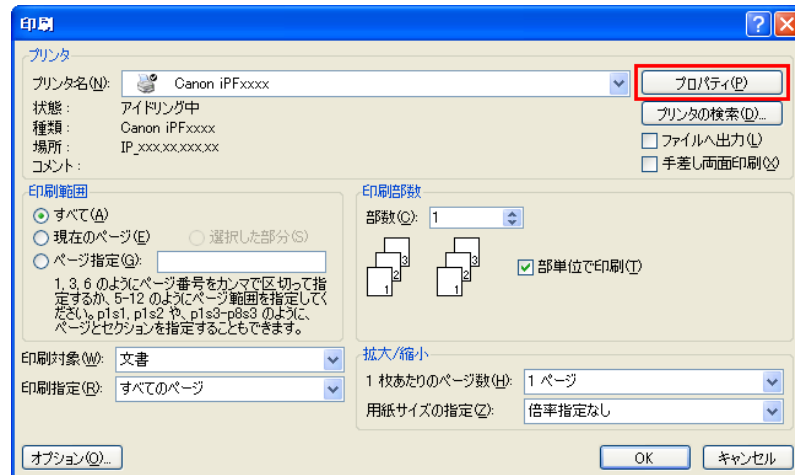 印刷
プリンタ
プリンタ名(N): Canon iPFxxxx プロパティ(P)
状態: アイドリング中 プリンタの検索(D)...
種類: Canon iPFxxxx
場所: IP_xxx,xx,xxx,xx ファイルへ出力(L)
コメント: 手差し両面印刷(X)
印刷範囲
すべて(A)
現在のページ(E) 選択した部分(S)
ページ指定(G):
1, 3, 6 のようにページ番号をカンマで区切って指
定するか、5-12 のようにページ範囲を指定してく
ださい。p1s1, p1s2 や、p1s3-p8s3 のように、
ページとセクションを指定することもできます。
印刷部数
部数(C): 1
1 2 3 1 2 3
部単位で印刷(T)
印刷対象(W): 文書
印刷指定(R): すべてのページ
拡大/縮小
1 枚あたりのページ数(H): 1 ページ
用紙サイズの指定(Z): 倍率指定なし
オプション(O)... OK キャンセル